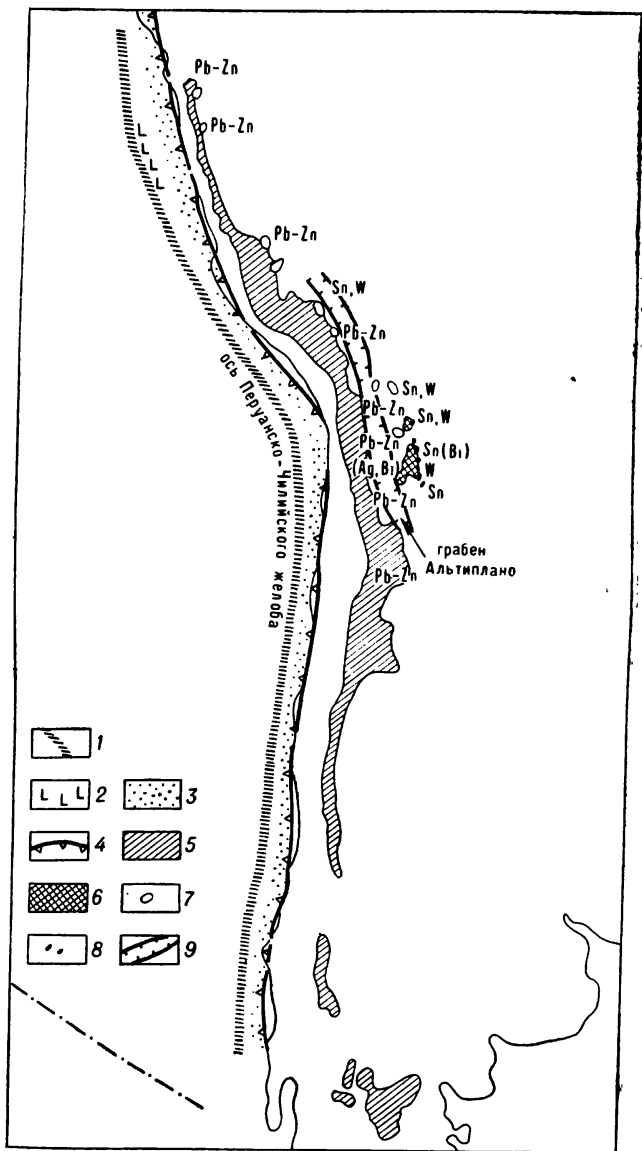 Pb-Zn
Pb-Zn
Pb-Zn
Sn, W
Pb-Zn
Sn, W
Pb-Zn
Sn, W
Pb-Zn
Sn(Bi)
(Ag, Bi)
W
Sn
Pb-Zn
грабен
Альтиплано
Pb-Zn
ось Перуанско-Чилийского желоба
L L L L
1
L L L 2
3
4
5
6
7
8
9